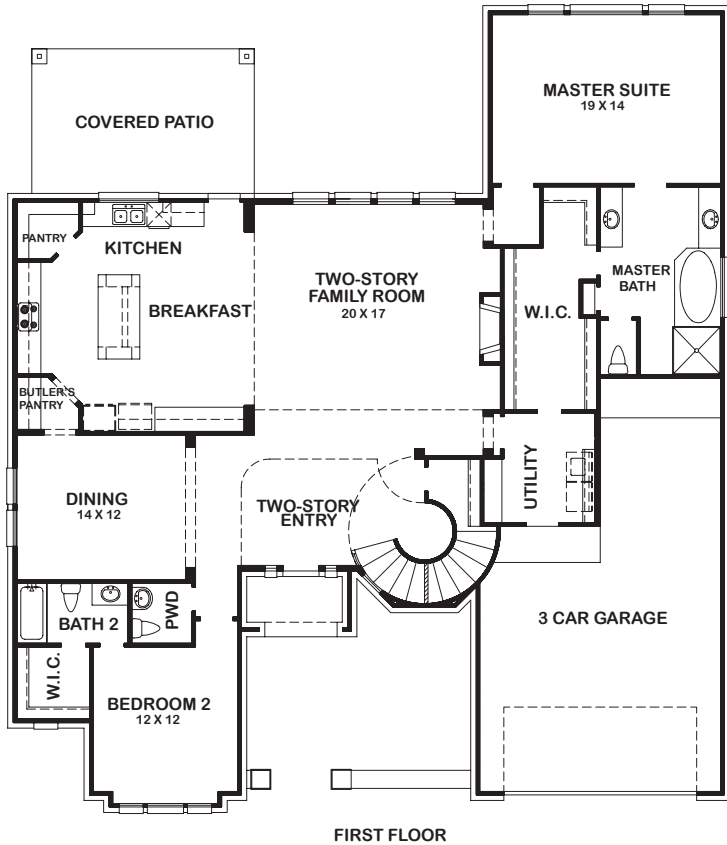 MASTER SUITE
19 X 14
COVERED PATIO
PANTRY
KITCHEN
BREAKFAST
TWO-STORY
FAMILY ROOM
20 X 17
W.I.C.
MASTER
BATH
BUTLER'S
PANTRY
DINING
14 X 12
TWO-STORY
ENTRY
UTILITY
BATH 2
PWD
W.I.C.
BEDROOM 2
12 X 12
3 CAR GARAGE
FIRST FLOOR